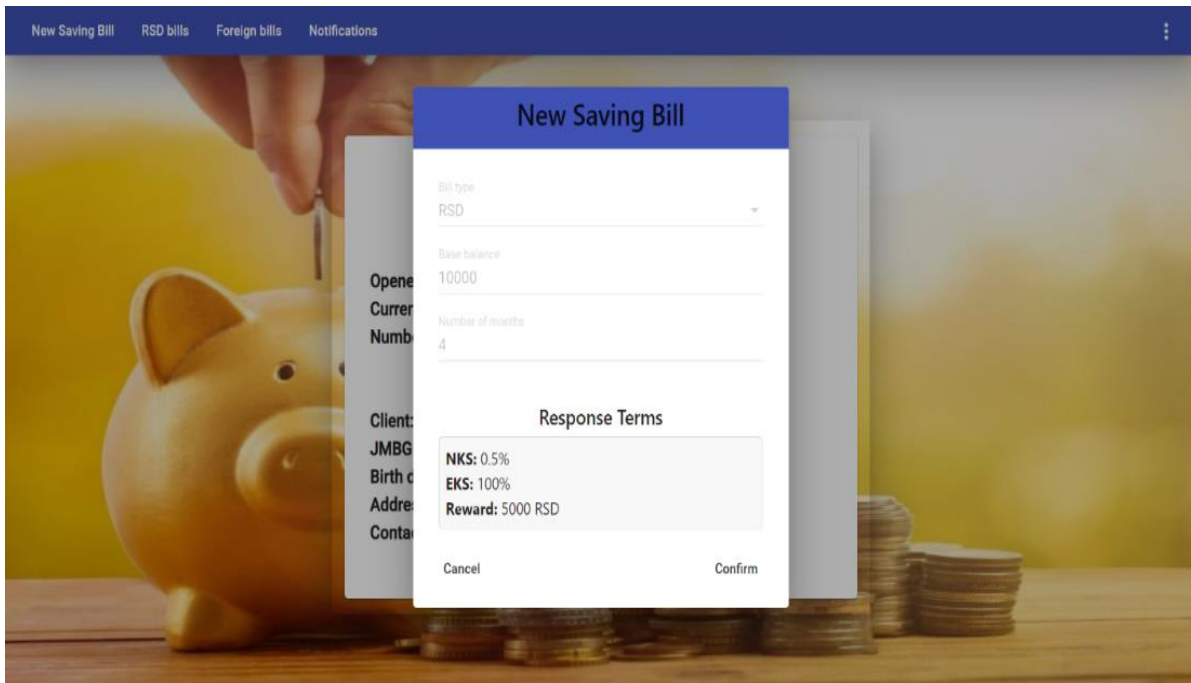 New Saving Bill RSD bills Foreign bills Notifications
New Saving Bill
Bill type
RSD
Base balance
10000
Number of months
4
Opene
Curren
Numb
Response Terms
NKS: 0.5%
EKS: 100%
Reward: 5000 RSD
Client:
JMBG
Birth d
Addre
Conta
Cancel Confirm